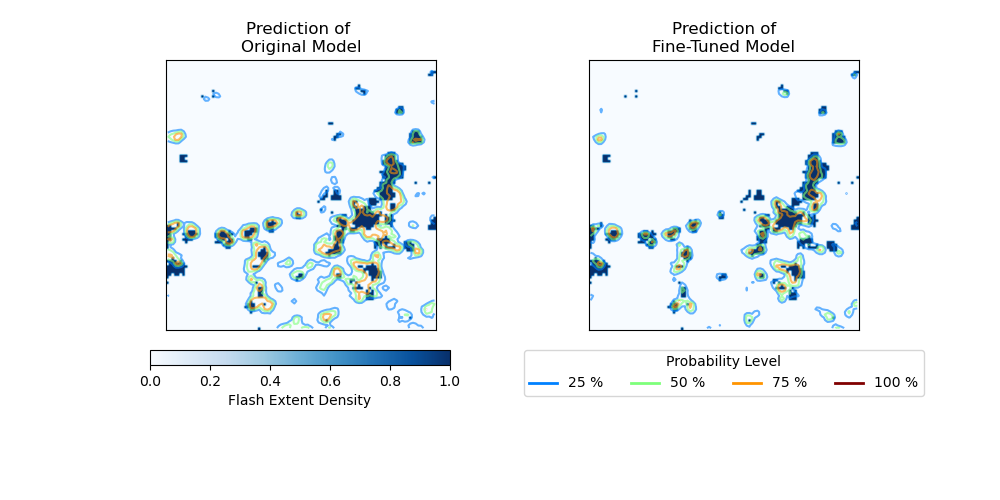 Prediction of
Original Model
Prediction of
Fine-Tuned Model
0.0 0.2 0.4 0.6 0.8 1.0
Flash Extent Density
Probability Level
25 % 50 % 75 % 100 %